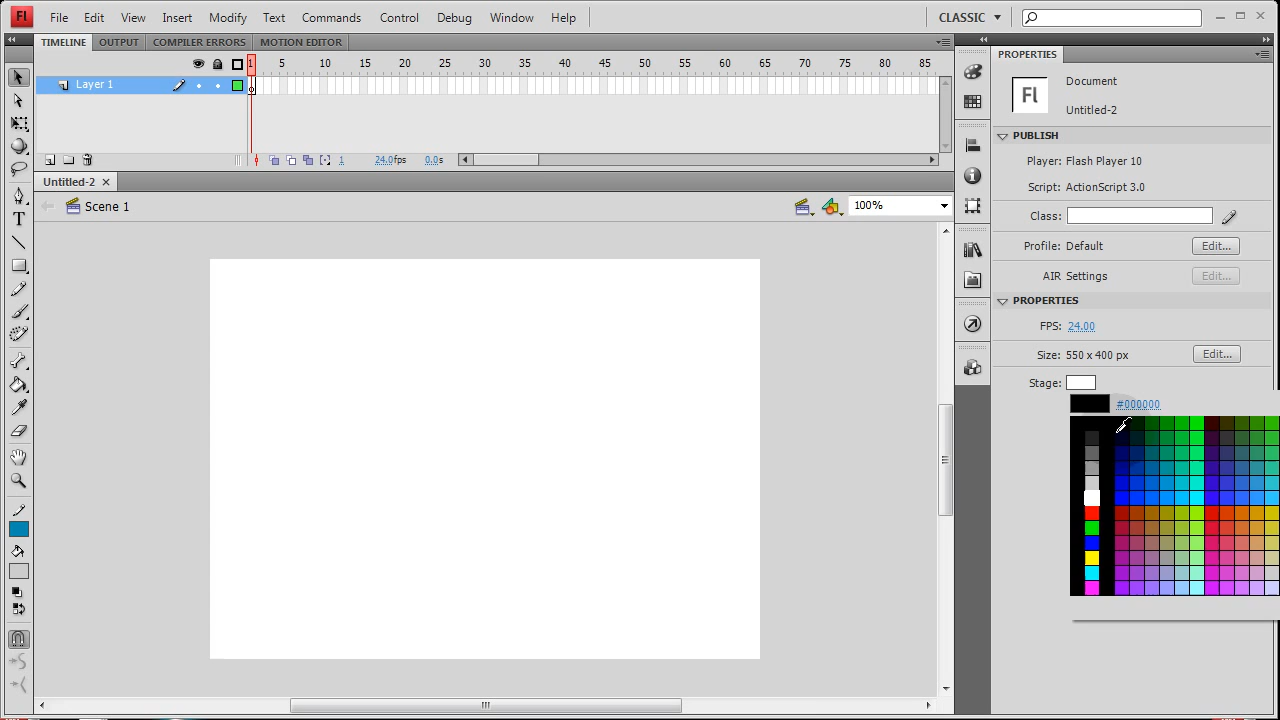 Fl File Edit View Insert Modify Text Commands Control Debug Window Help CLASSIC
TIMELINE OUTPUT COMPILER ERRORS MOTION EDITOR PROPERTIES
1 5 10 15 20 25 30 35 40 45 50 55 60 65 70 75 80 85
Layer 1
Fl Document
Untitled-2
PUBLISH
1 24.0fps 0.0s
Player: Flash Player 10
Untitled-2
Script: ActionScript 3.0
Scene 1 100%
Class:
Profile: Default Edit...
AIR Settings Edit...
PROPERTIES
FPS: 24.00
Size: 550 x 400 px Edit...
Stage:
#000000
T